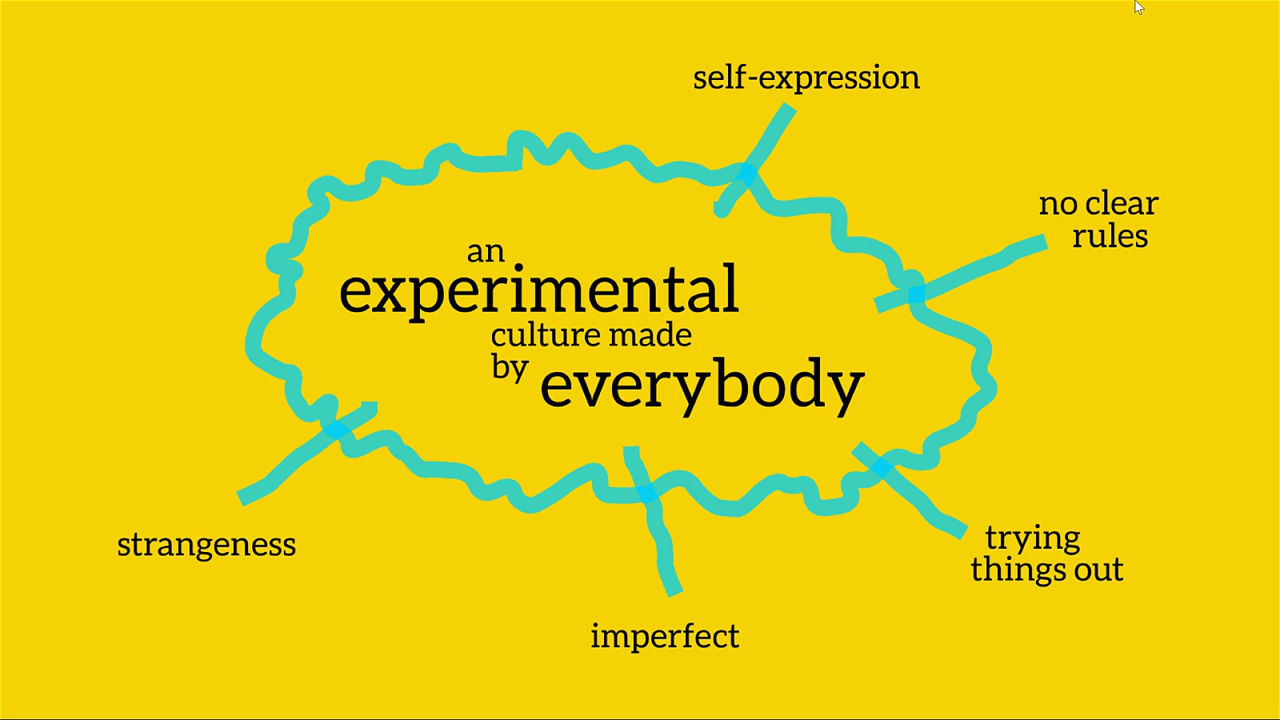 self-expression
no clear
rules
an
experimental
culture made
by everybody
strangeness
trying
things out
imperfect